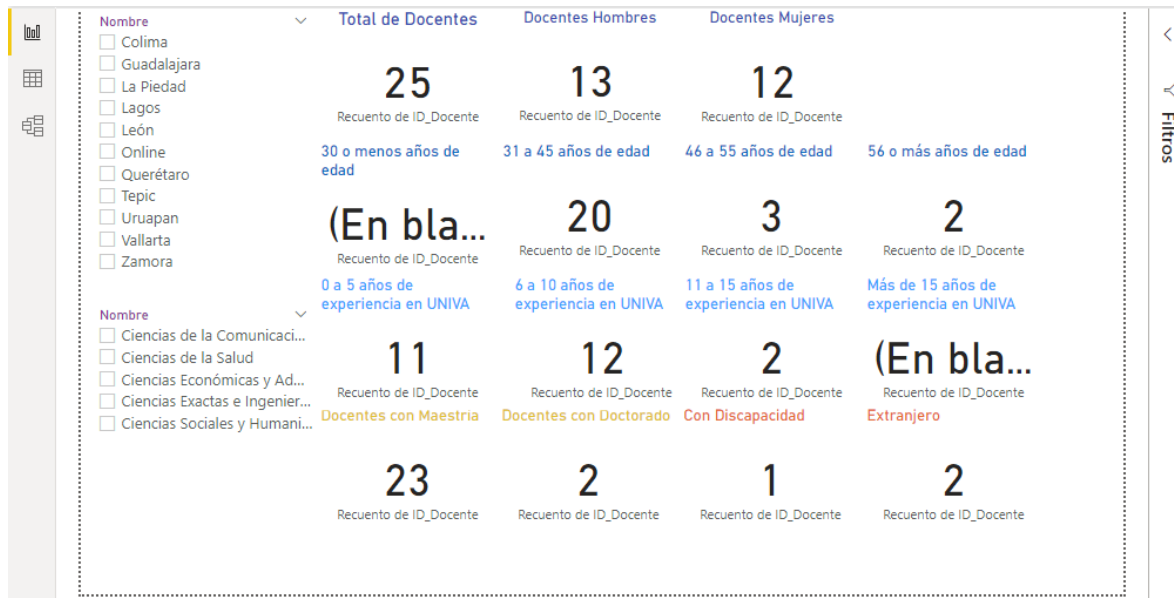 Nombre
Colima
Guadalajara
La Piedad
Lagos
León
Online
Querétaro
Tepic
Uruapan
Vallarta
Zamora
Nombre
Ciencias de la Comunicaci...
Ciencias de la Salud
Ciencias Económicas y Ad...
Ciencias Exactas e Ingenier...
Ciencias Sociales y Humani...
Total de Docentes
Docentes Hombres
Docentes Mujeres
25
13
12
Recuento de ID_Docente
Recuento de ID_Docente
Recuento de ID_Docente
30 o menos años de
edad
31 a 45 años de edad
46 a 55 años de edad
56 o más años de edad
(En bla...
20
3
2
Recuento de ID_Docente
Recuento de ID_Docente
Recuento de ID_Docente
Recuento de ID_Docente
0 a 5 años de
experiencia en UNIVA
6 a 10 años de
experiencia en UNIVA
11 a 15 años de
experiencia en UNIVA
Más de 15 años de
experiencia en UNIVA
11
12
2
(En bla...
Recuento de ID_Docente
Recuento de ID_Docente
Recuento de ID_Docente
Recuento de ID_Docente
Docentes con Maestria
Docentes con Doctorado
Con Discapacidad
Extranjero
23
2
1
2
Recuento de ID_Docente
Recuento de ID_Docente
Recuento de ID_Docente
Recuento de ID_Docente
Filtros